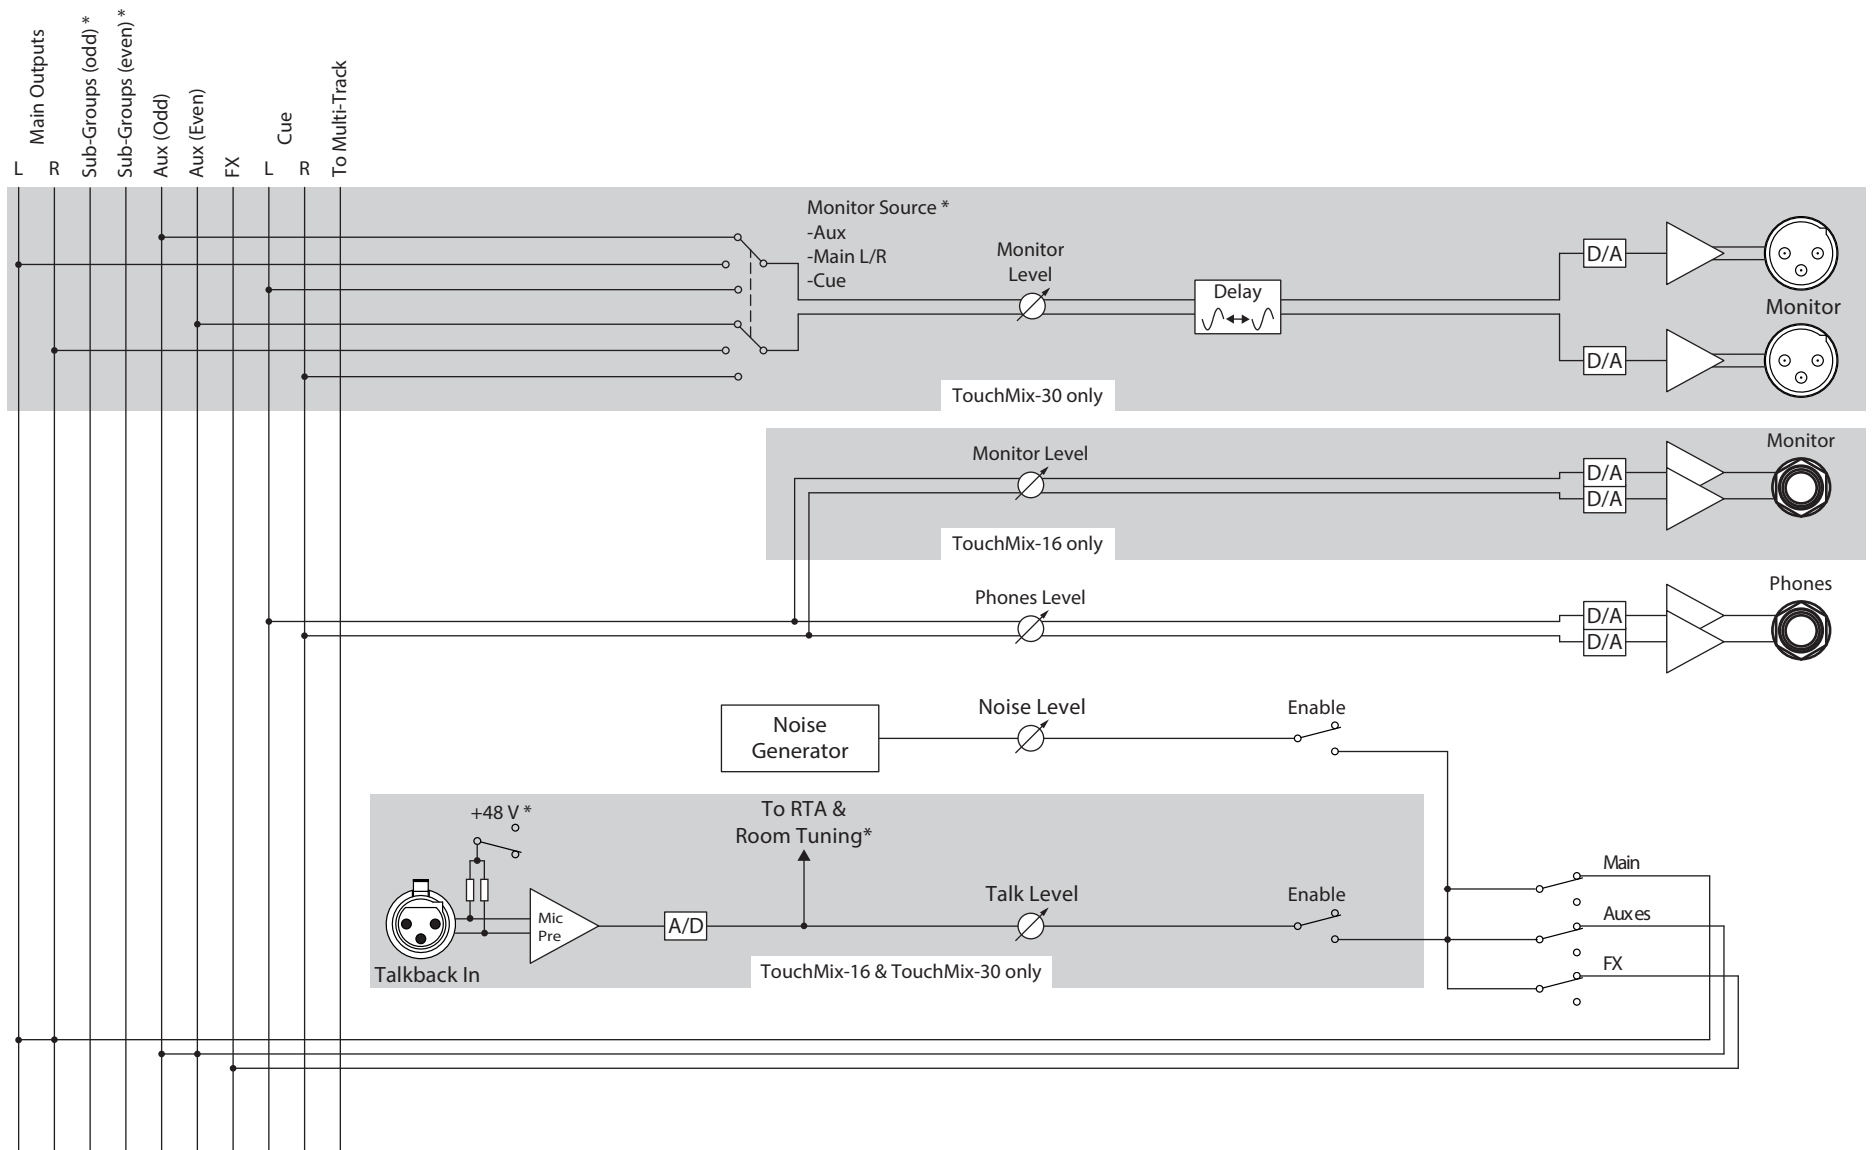 Main Outputs
L
R
Sub-Groups (odd) *
Sub-Groups (even) *
Aux (Odd)
Aux (Even)
FX
Cue
L
R
To Multi-Track
Monitor Source *
-Aux
-Main L/R
-Cue
Monitor
Level
Delay
D/A
D/A
Monitor
TouchMix-30 only
Monitor Level
D/A
D/A
Monitor
TouchMix-16 only
Phones Level
D/A
D/A
Phones
Noise
Generator
Noise Level
Enable
+48 V *
To RTA &
Room Tuning*
Mic
Pre
A/D
Talk Level
Enable
Talkback In
TouchMix-16 & TouchMix-30 only
Main
Auxes
FX